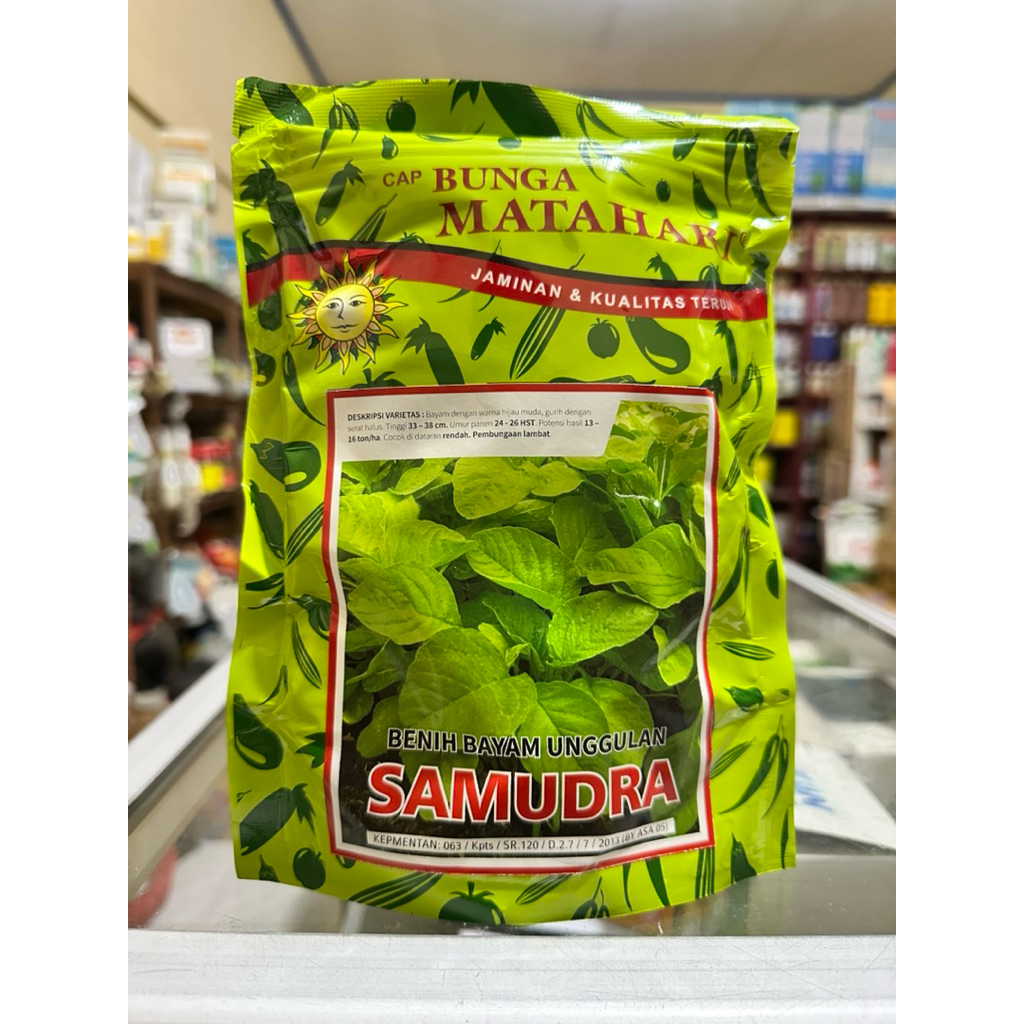 CAP BUNGA
MATAHARI
JAMINAN & KUALITAS TERUJI
DESKRIPSI VARIETAS : Bayam dengan warna hijau muda, gurih dengan
serat halus. Tinggi 33 – 38 cm. Umur panen 24 - 26 HST. Potensi hasil 13 –
16 ton/ha. Cocok di dataran rendah. Pembungaan lambat.
BENIH BAYAM UNGGULAN
SAMUDRA
KEPMENTAN: 063 / Kpts / SR.120 / D.2.7 / 7 / 2013 (BY ASA 05)